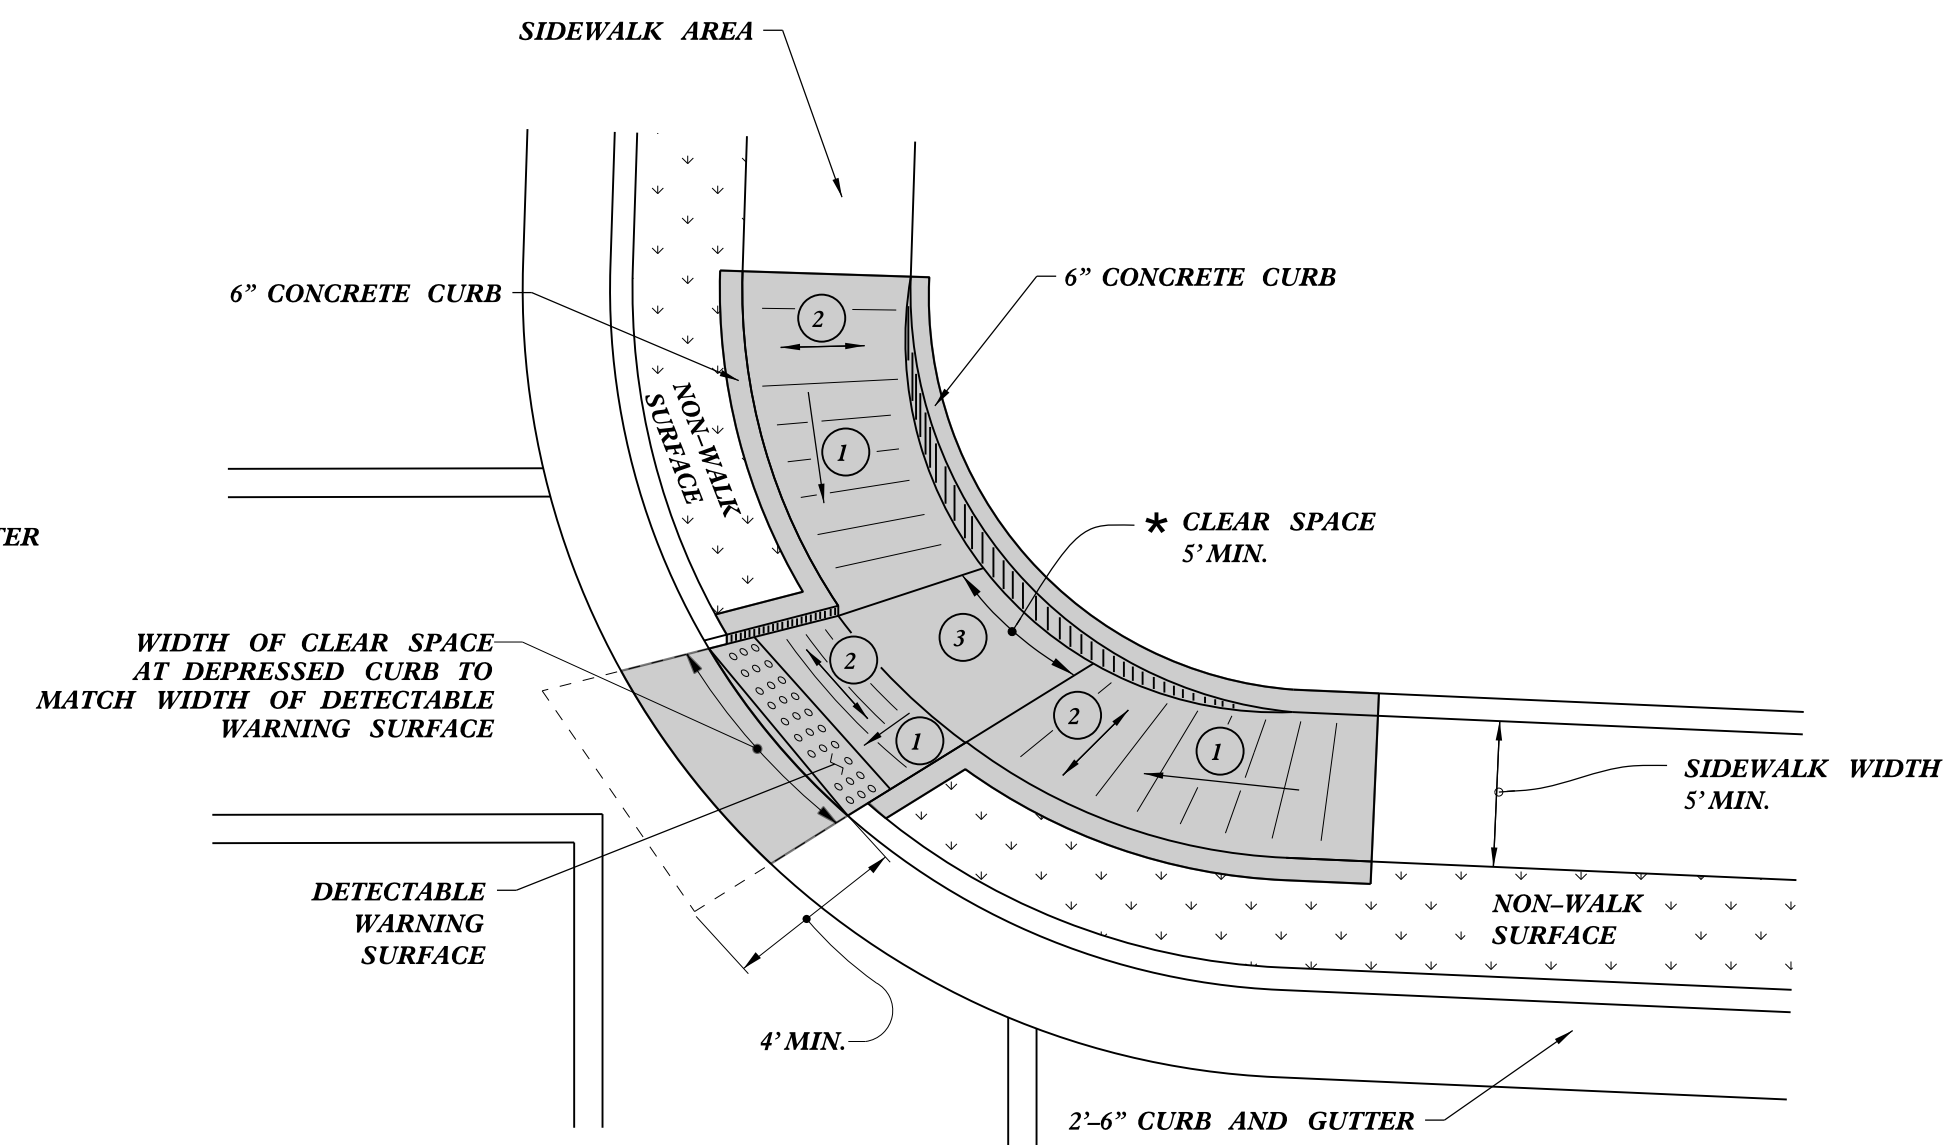 SIDEWALK AREA
6” CONCRETE CURB
6” CONCRETE CURB
2
NON–WALK
SURFACE
1
* CLEAR SPACE
5’ MIN.
TER
WIDTH OF CLEAR SPACE
AT DEPRESSED CURB TO
MATCH WIDTH OF DETECTABLE
WARNING SURFACE
3
2
2
1
1
SIDEWALK WIDTH
5’ MIN.
DETECTABLE
WARNING
SURFACE
NON–WALK
SURFACE
4’ MIN.
2’–6” CURB AND GUTTER